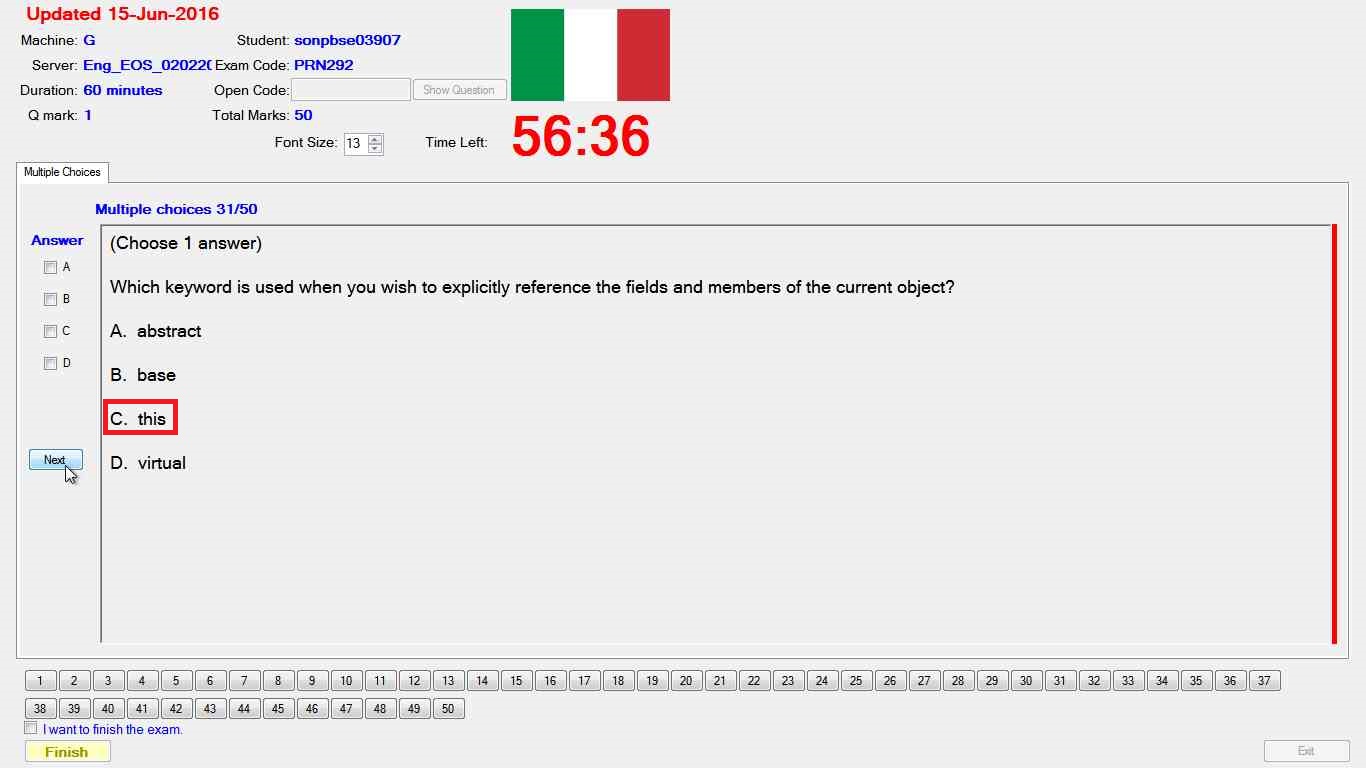 Updated 15-Jun-2016
Machine: G Student: sonpbse03907
Server: Eng_EOS_02022( Exam Code: PRN292
Duration: 60 minutes Open Code: Show Question
Q mark: 1 Total Marks: 50
Font Size: 13 Time Left: 56:36
Multiple Choices
Multiple choices 31/50
Answer
A
B
C
D
Next
(Choose 1 answer)
Which keyword is used when you wish to explicitly reference the fields and members of the current object?
A. abstract
B. base
C. this
D. virtual
1 2 3 4 5 6 7 8 9 10 11 12 13 14 15 16 17 18 19 20 21 22 23 24 25 26 27 28 29 30 31 32 33 34 35 36 37
38 39 40 41 42 43 44 45 46 47 48 49 50
I want to finish the exam.
Finish Exit